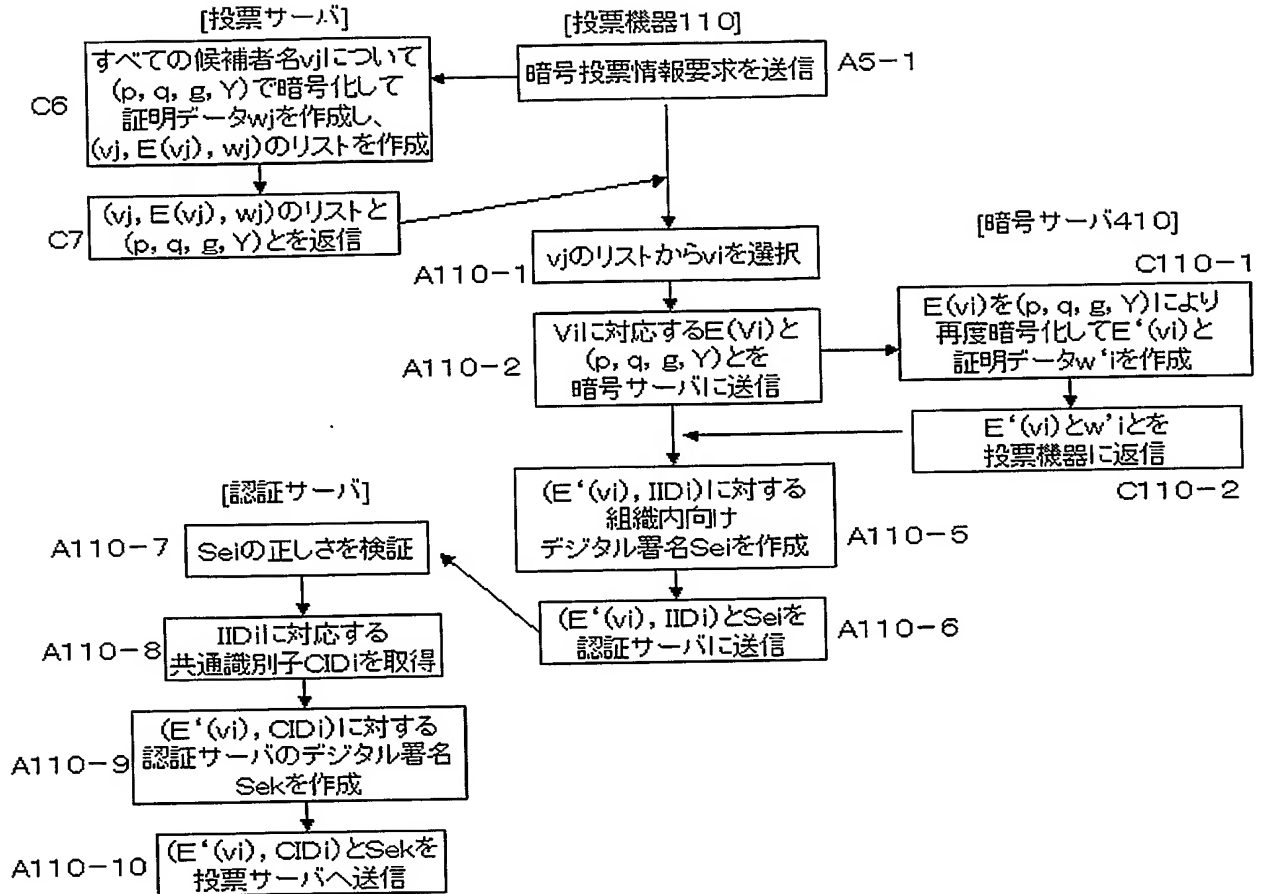 [投票サーバ]
[投票機器110]
すべての候補者名vjについて
(p, q, g, Y)で暗号化して
証明データwjを作成し、
(vj, E(vj), wj)のリストを作成
C6
暗号投票情報要求を送信
A5-1
(vj, E(vj), wj)のリストと
(p, q, g, Y)とを返信
C7
vjのリストからviを選択
A110-1
[暗号サーバ410]
C110-1
Viに対応するE(Vi)と
(p, q, g, Y)とを
暗号サーバに送信
A110-2
E(vi)を(p, q, g, Y)により
再度暗号化してE‘(vi)と
証明データw'iを作成
E‘(vi)とw'iとを
投票機器に返信
C110-2
(E‘(vi), IIDi)に対する
組織内向け
デジタル署名Seiを作成
A110-5
[認証サーバ]
A110-7
Seiの正しさを検証
(E‘(vi), IIDi)とSeiを
認証サーバに送信
A110-6
A110-8
IIDiに対応する
共通識別子CIDiを取得
A110-9
(E‘(vi), CIDi)に対する
認証サーバのデジタル署名
Sekを作成
A110-10
(E‘(vi), CIDi)とSekを
投票サーバへ送信